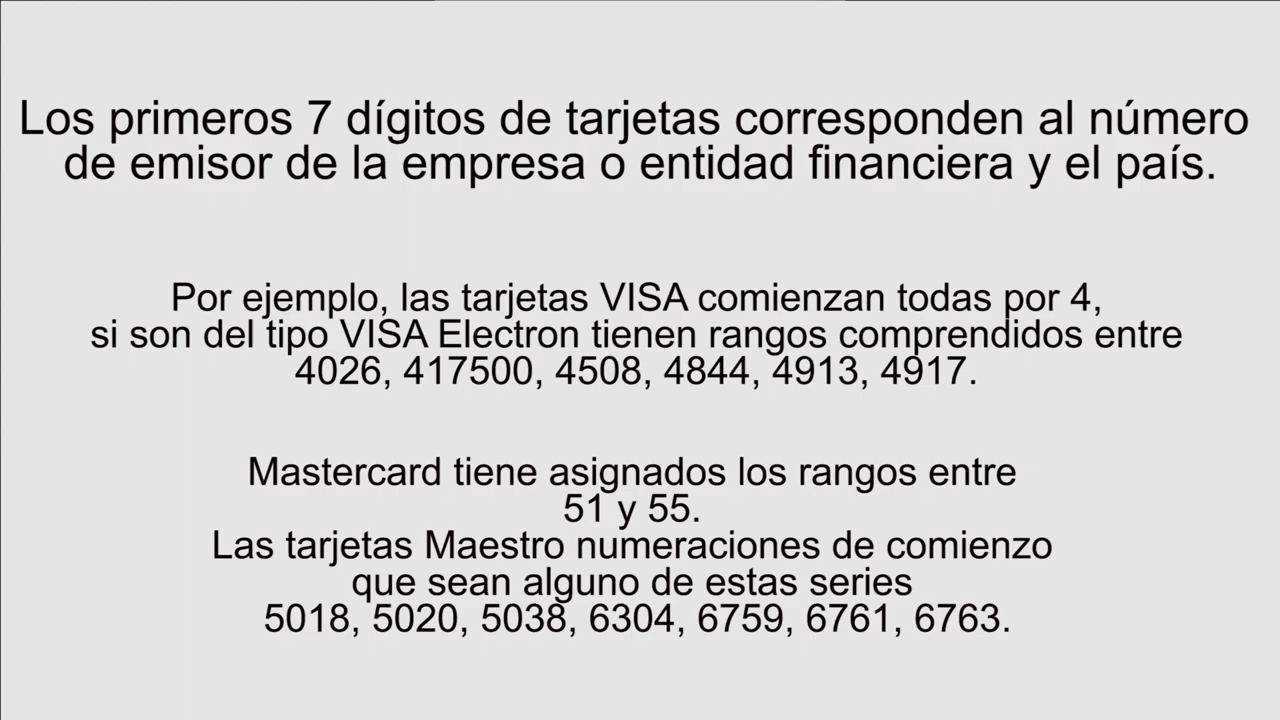 Los primeros 7 dígitos de tarjetas corresponden al número
de emisor de la empresa o entidad financiera y el país.
Por ejemplo, las tarjetas VISA comienzan todas por 4,
si son del tipo VISA Electron tienen rangos comprendidos entre
4026, 417500, 4508, 4844, 4913, 4917.
Mastercard tiene asignados los rangos entre
51 y 55.
Las tarjetas Maestro numeraciones de comienzo
que sean alguno de estas series
5018, 5020, 5038, 6304, 6759, 6761, 6763.